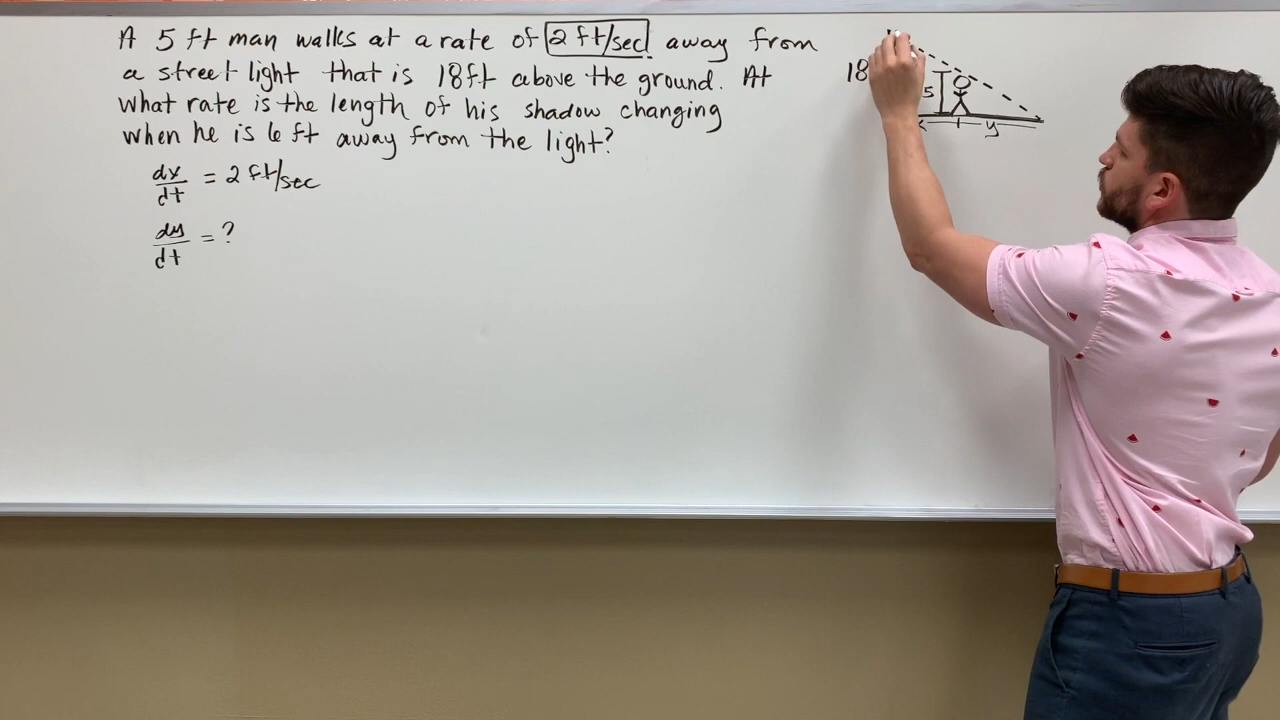 A 5 ft man walks at a rate of 2 ft/sec away from
a street light that is 18ft above the ground. At
what rate is the length of his shadow changing
when he is 6 ft away from the light?
dx/dt = 2 ft/sec
dy/dt = ?
18
5
y